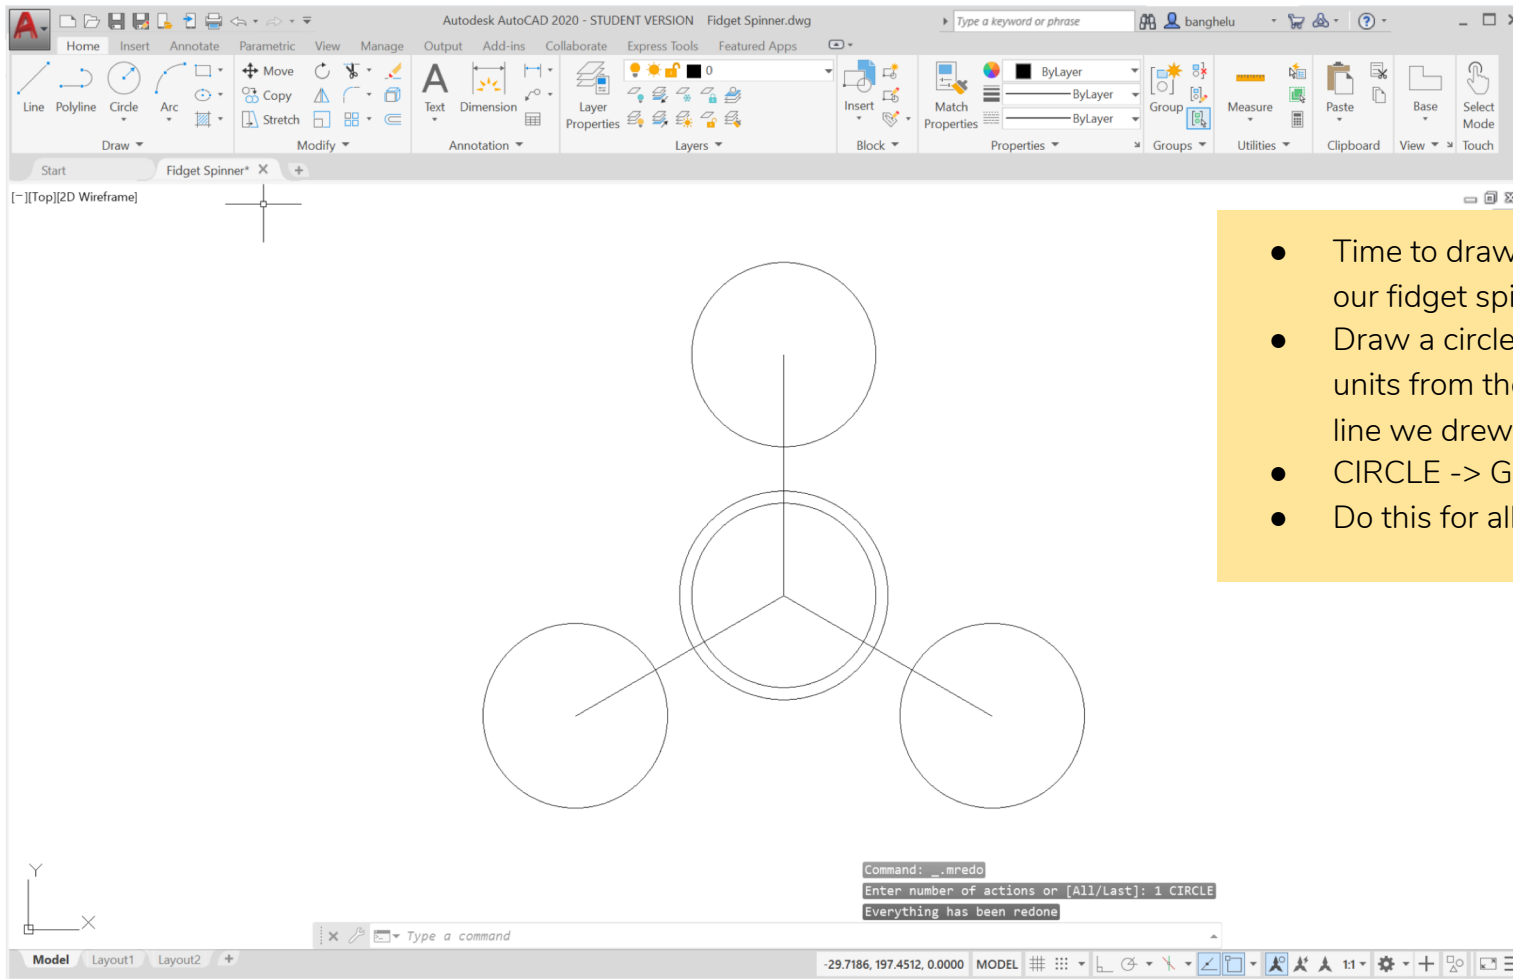 Autodesk AutoCAD 2020 - STUDENT VERSION Fidget Spinner.dwg
Type a keyword or phrase
banghelu
Home Insert Annotate Parametric View Manage Output Add-ins Collaborate Express Tools Featured Apps
Line Polyline Circle Arc
Move
Copy
Stretch
Text Dimension
Layer
Properties
0
Insert
Match
Properties
ByLayer
ByLayer
ByLayer
Group
Measure
Paste
Base
Select
Mode
Draw Modify Annotation Layers Block Properties Groups Utilities Clipboard View Touch
Start Fidget Spinner*
[−][Top][2D Wireframe]
● Time to draw
our fidget spi
● Draw a circle
units from the
line we drew
● CIRCLE -> G
● Do this for all
Y
X
Command: _.mredo
Enter number of actions or [All/Last]: 1 CIRCLE
Everything has been redone
Type a command
Model Layout1 Layout2 +
-29.7186, 197.4512, 0.0000 MODEL 1:1